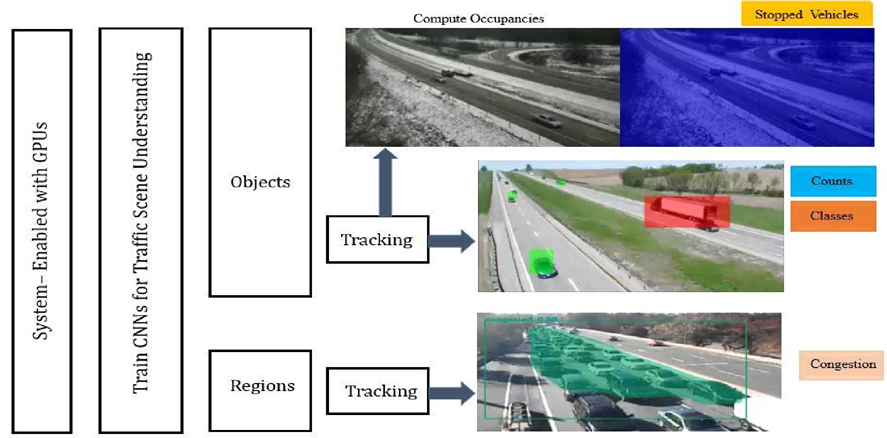 Compute Occupancies
Stopped Vehicles
System- Enabled with GPUs
Train CNNs for Traffic Scene Understanding
Objects
Tracking
Counts
Classes
Regions
Tracking
Congestion